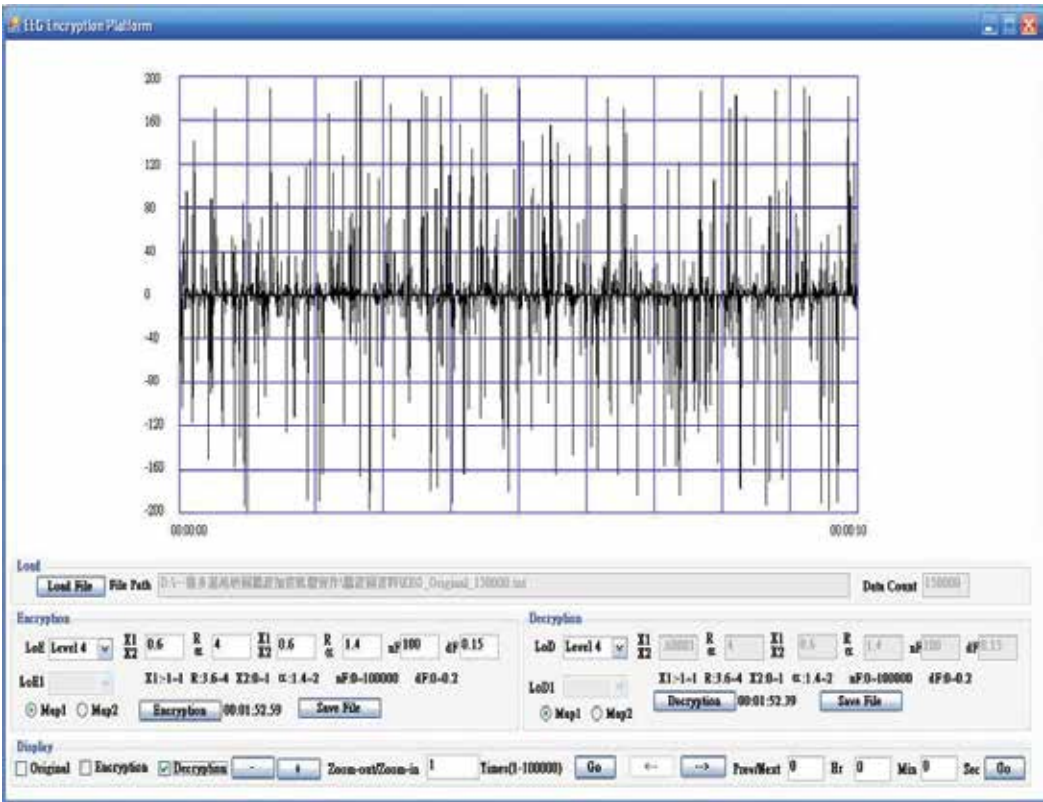 EEG Encryption Platform
200
160
120
80
40
0
-40
-80
-120
-160
-200
00:00:00 00:00:10
Load
Load File File Path EEG_Original_150000.txt Data Count 150000
Encryption Decryption
LoE Level 4 X1 X2 0.6 R α 4 X1 X2 0.6 R α 1.4 nF 100 dF 0.15
LoD Level 4 X1 X2 R α 4 X1 X2 0.6 R α 1.4 nF 100 dF 0.15
LoE1 X1:-1~1 R:3.6~4 X2:0~1 α:1.4~2 nF:0~100000 dF:0~0.2
LoD1 X1:-1~1 R:3.6~4 X2:0~1 α:1.4~2 nF:0~100000 dF:0~0.2
Map1 Map2 Encryption 00:01:52.59 Save File
Map1 Map2 Decryption 00:01:52.39 Save File
Display
Original Encryption Decryption - + Zoom-out/Zoom-in 1 Times(1-100000) Go <-- --> Prev/Next 0 Hr 0 Min 0 Sec Go